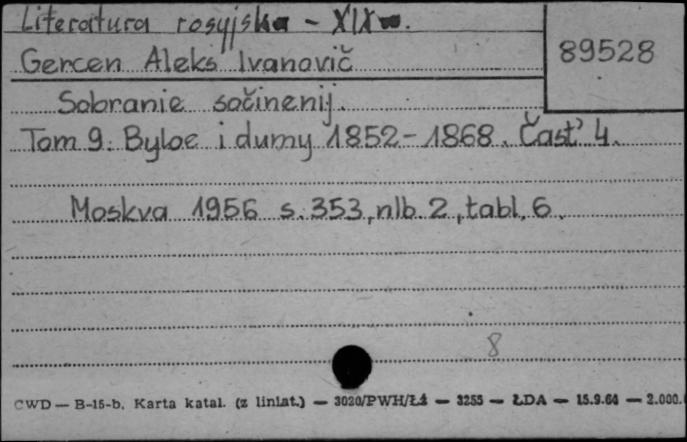 Literatura rosyjska - XIX w.
89528
Gercen Aleks Ivanovič
Sobranie sočinenij.
Tom 9. Byloe i dumy 1852-1868. Čast' 4.
Moskva 1956 s. 353, nlb. 2, tabl. 6.
8
CWD — B-15-b. Karta katal. (z liniat.) — 3020/PWH/Łś — 3255 — ŁDA — 15.9.64 — 2.000.